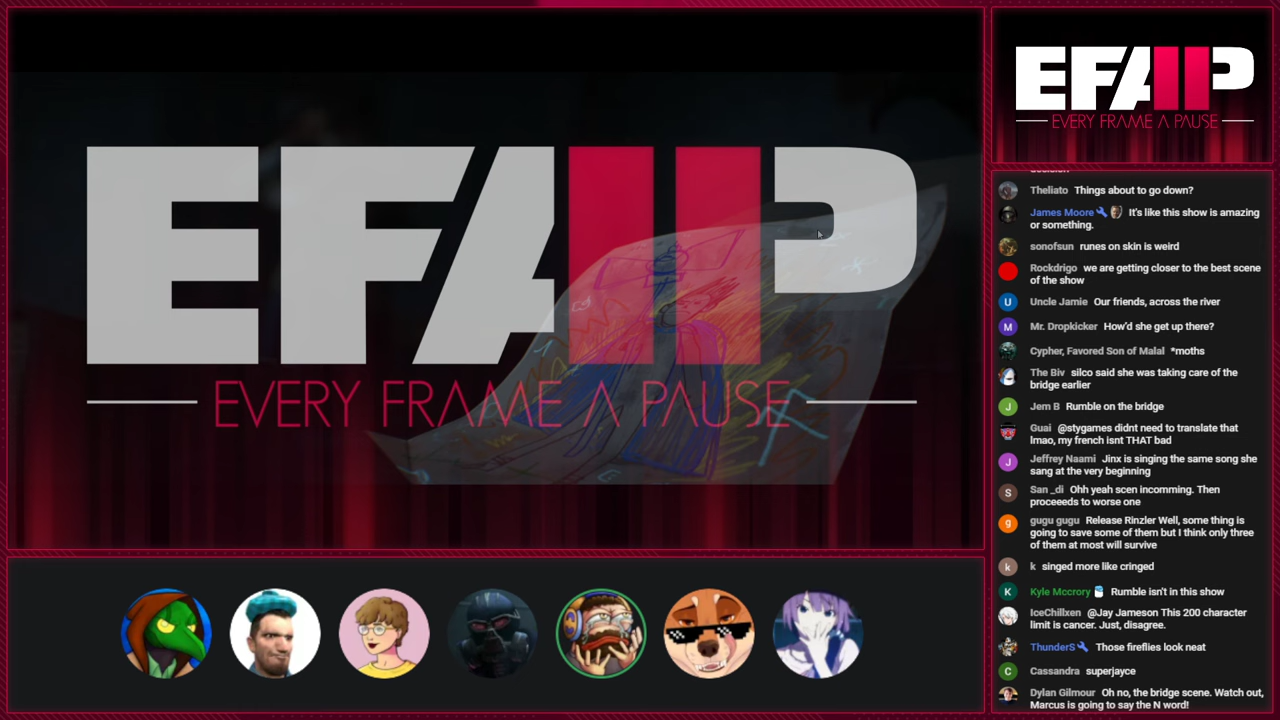 EFAP
EVERY FRAME A PAUSE
EFAP
EVERY FRAME A PAUSE
Theliato Things about to go down?
James Moore It's like this show is amazing
or something.
sonofsun runes on skin is weird
Rockdrigo we are getting closer to the best scene
of the show
U Uncle Jamie Our friends, across the river
M Mr. Dropkicker How'd she get up there?
Cypher, Favored Son of Malal *moths
The Biv silco said she was taking care of the
bridge earlier
J Jem B Rumble on the bridge
Guai @stygames didnt need to translate that
lmao, my french isnt THAT bad
J Jeffrey Naami Jinx is singing the same song she
sang at the very beginning
S San _di Ohh yeah scen incomming. Then
proceeeds to worse one
g gugu gugu Release Rinzler Well, some thing is
going to save some of them but I think only three
of them at most will survive
k k singed more like cringed
K Kyle Mccrory Rumble isn't in this show
IceChillxen @Jay Jameson This 200 character
limit is cancer. Just, disagree.
ThunderS Those fireflies look neat
C Cassandra superjayce
Dylan Gilmour Oh no, the bridge scene. Watch out,
Marcus is going to say the N word!